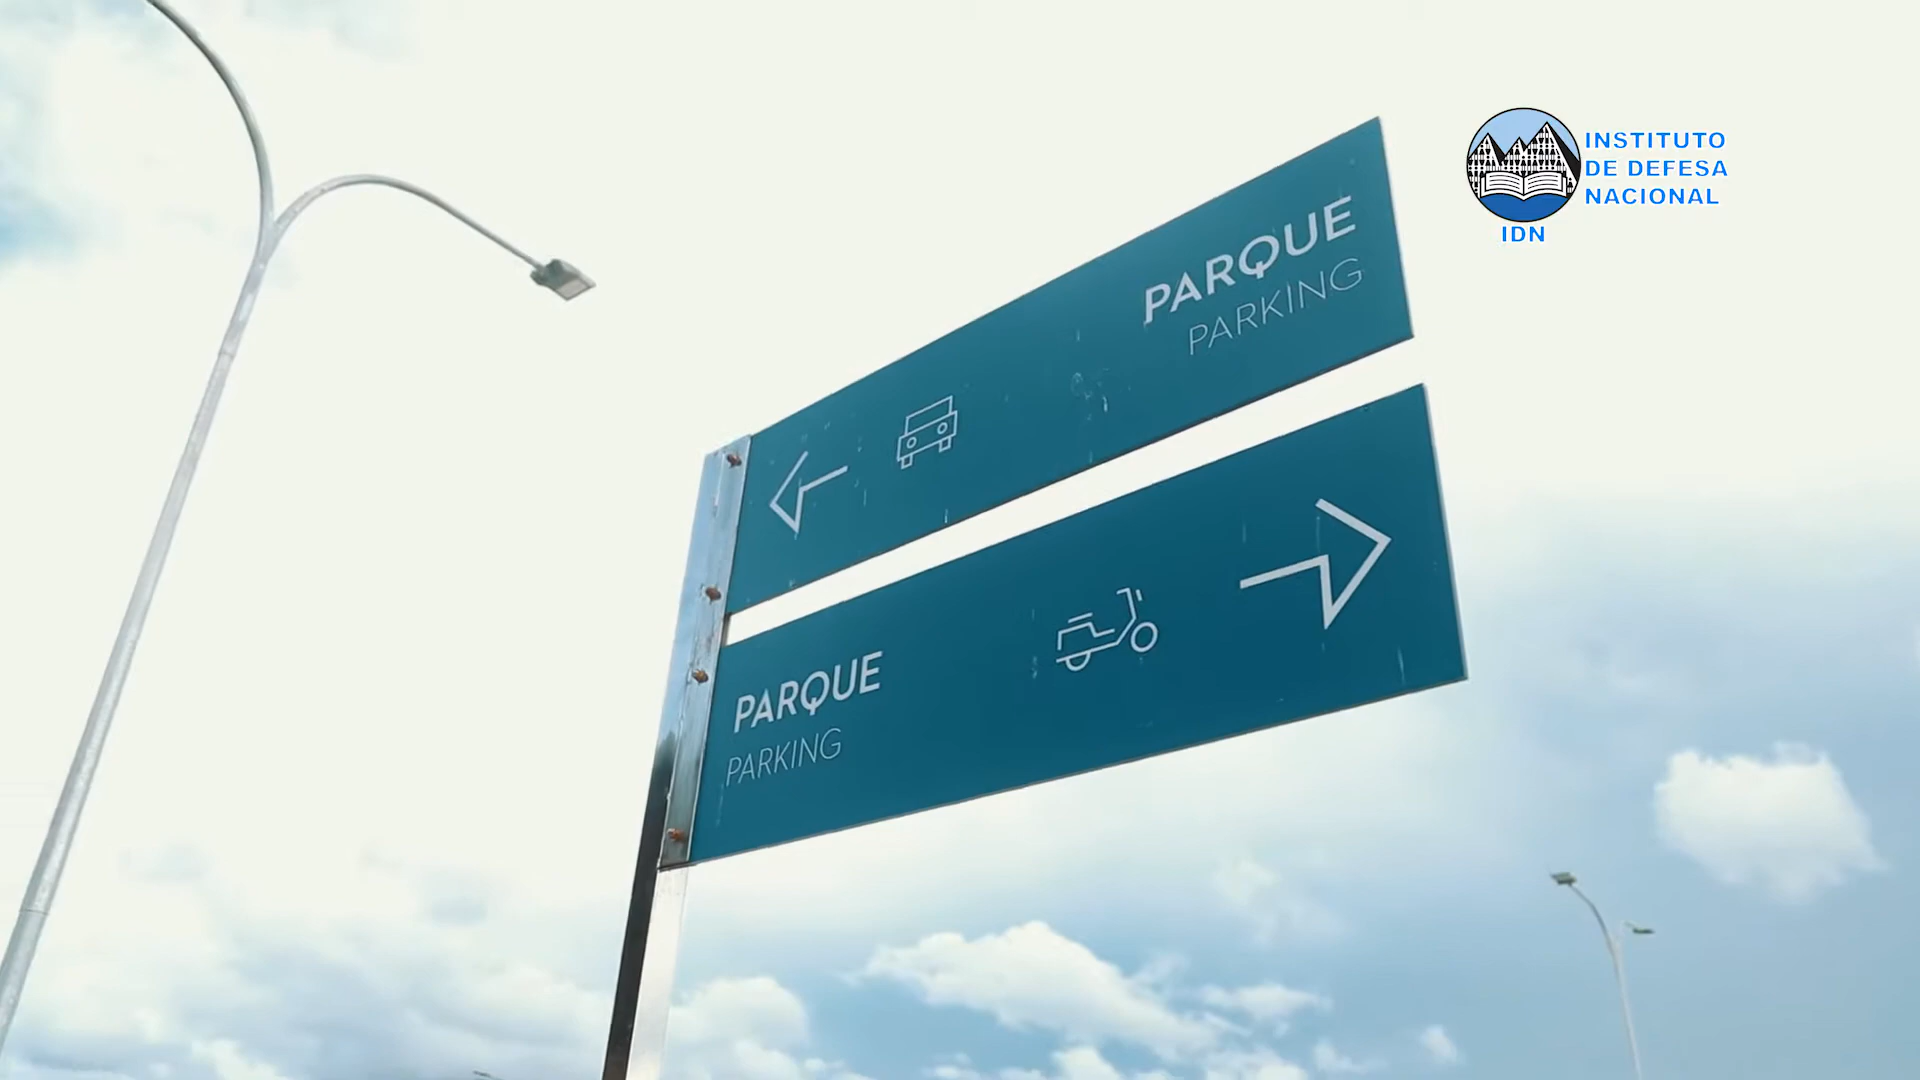 PARQUE
PARKING
PARQUE
PARKING
INSTITUTO
DE DEFESA
NACIONAL
IDN